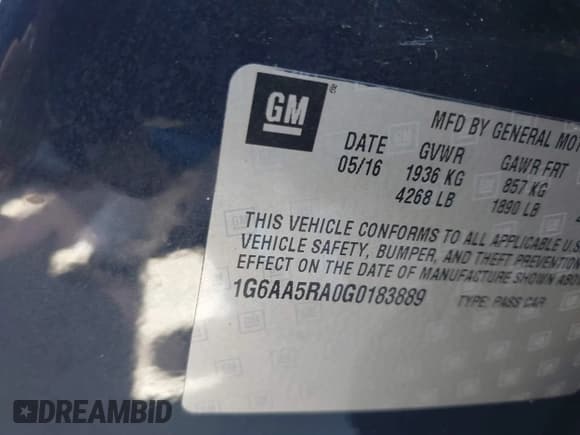 GM®
MFD BY GENERAL MO
DATE GVWR GAWR FRT
05/16 1936 KG 857 KG
4268 LB 1890 LB
THIS VEHICLE CONFORMS TO ALL APPLICABLE U.S
VEHICLE SAFETY, BUMPER, AND THEFT
EFFECT ON THE DATE OF MANUFACTURE SHOWN ABO
1G6AA5RA0G0183889 TYPE: PASS CAR
DREAMBID